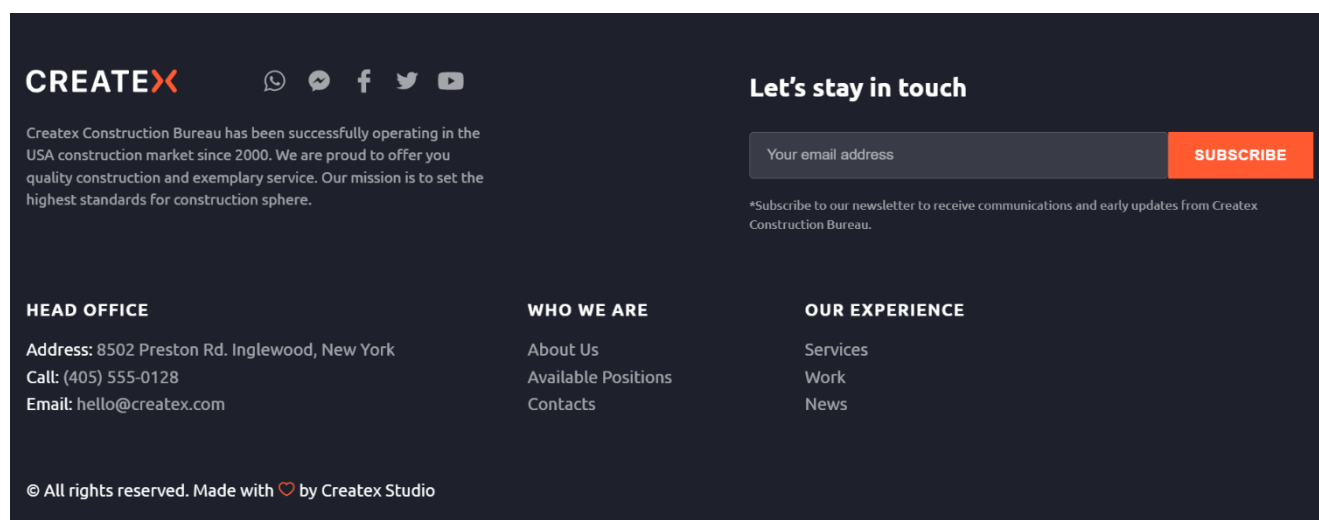 CREATEX
Createx Construction Bureau has been successfully operating in the
USA construction market since 2000. We are proud to offer you
quality construction and exemplary service. Our mission is to set the
highest standards for construction sphere.
Let’s stay in touch
Your email address
SUBSCRIBE
*Subscribe to our newsletter to receive communications and early updates from Createx
Construction Bureau.
HEAD OFFICE
Address: 8502 Preston Rd. Inglewood, New York
Call: (405) 555-0128
Email: hello@createx.com
WHO WE ARE
About Us
Available Positions
Contacts
OUR EXPERIENCE
Services
Work
News
© All rights reserved. Made with ♡ by Createx Studio